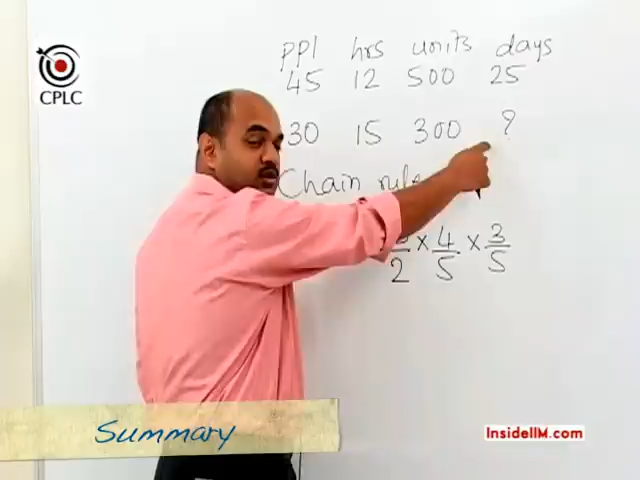 ppl hrs units days
45 12 500 25
CPLC
30 15 300 ?
Chain rule
2 × 4/5 × 3/5
Summary
InsideIIM.com